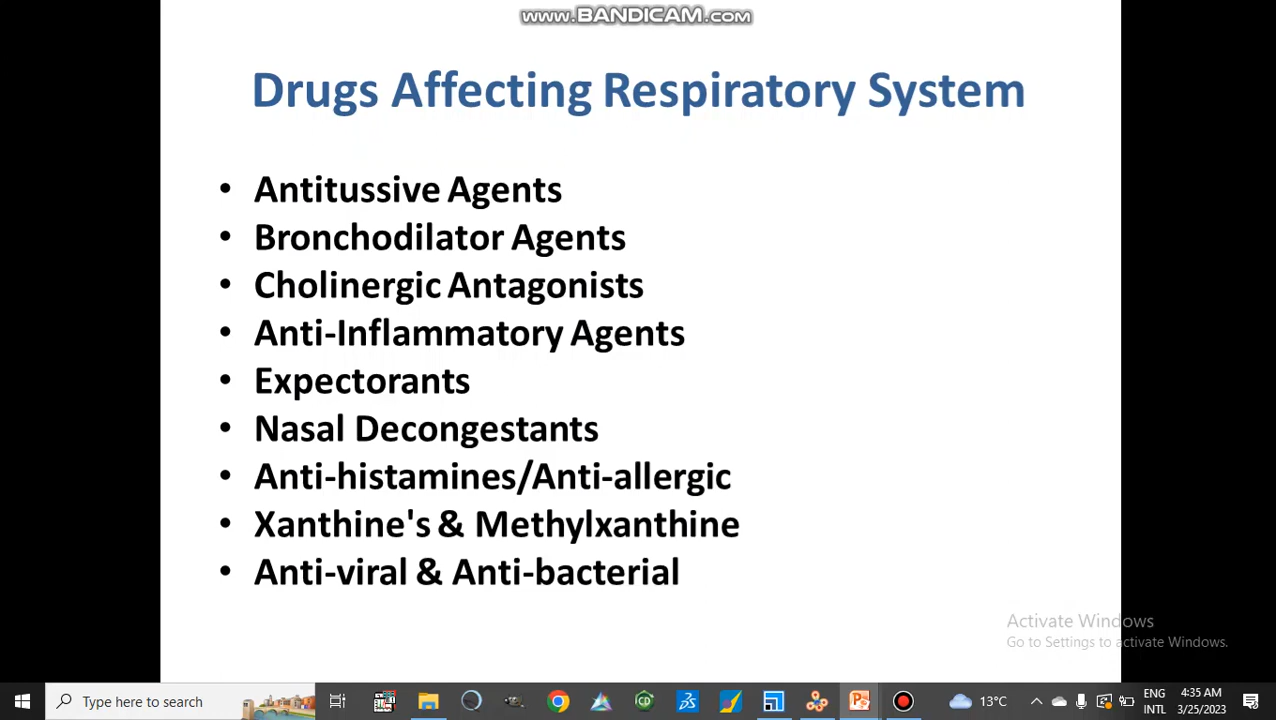 www.BANDICAM.com
Drugs Affecting Respiratory System
• Antitussive Agents
• Bronchodilator Agents
• Cholinergic Antagonists
• Anti-Inflammatory Agents
• Expectorants
• Nasal Decongestants
• Anti-histamines/Anti-allergic
• Xanthine's & Methylxanthine
• Anti-viral & Anti-bacterial
Activate Windows
Go to Settings to activate Windows.
Type here to search
13°C
ENG
INTL
4:35 AM
3/25/2023